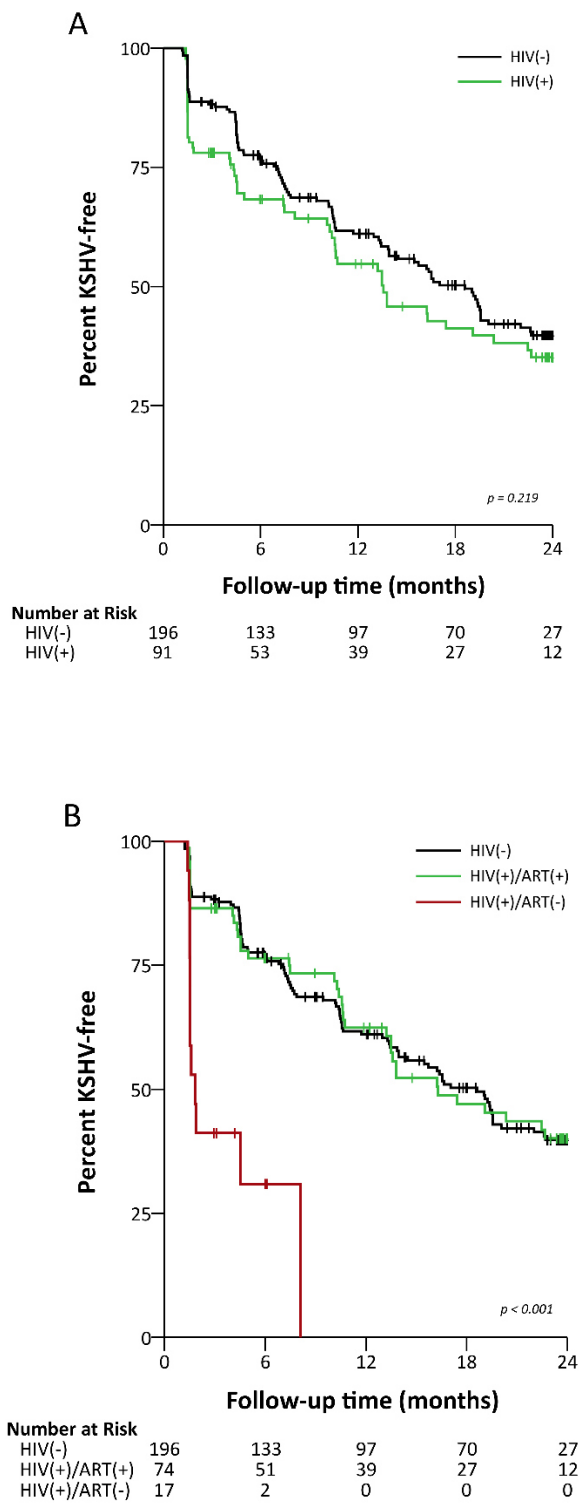 A
100
75
50
25
0
Percent KSHV-free
HIV(-)
HIV(+)
p = 0.219
0 6 12 18 24
Follow-up time (months)
Number at Risk
HIV(-) 196 133 97 70 27
HIV(+) 91 53 39 27 12
B
100
75
50
25
0
Percent KSHV-free
HIV(-)
HIV(+)/ART(+)
HIV(+)/ART(-)
p < 0.001
0 6 12 18 24
Follow-up time (months)
Number at Risk
HIV(-) 196 133 97 70 27
HIV(+)/ART(+) 74 51 39 27 12
HIV(+)/ART(-) 17 2 0 0 0